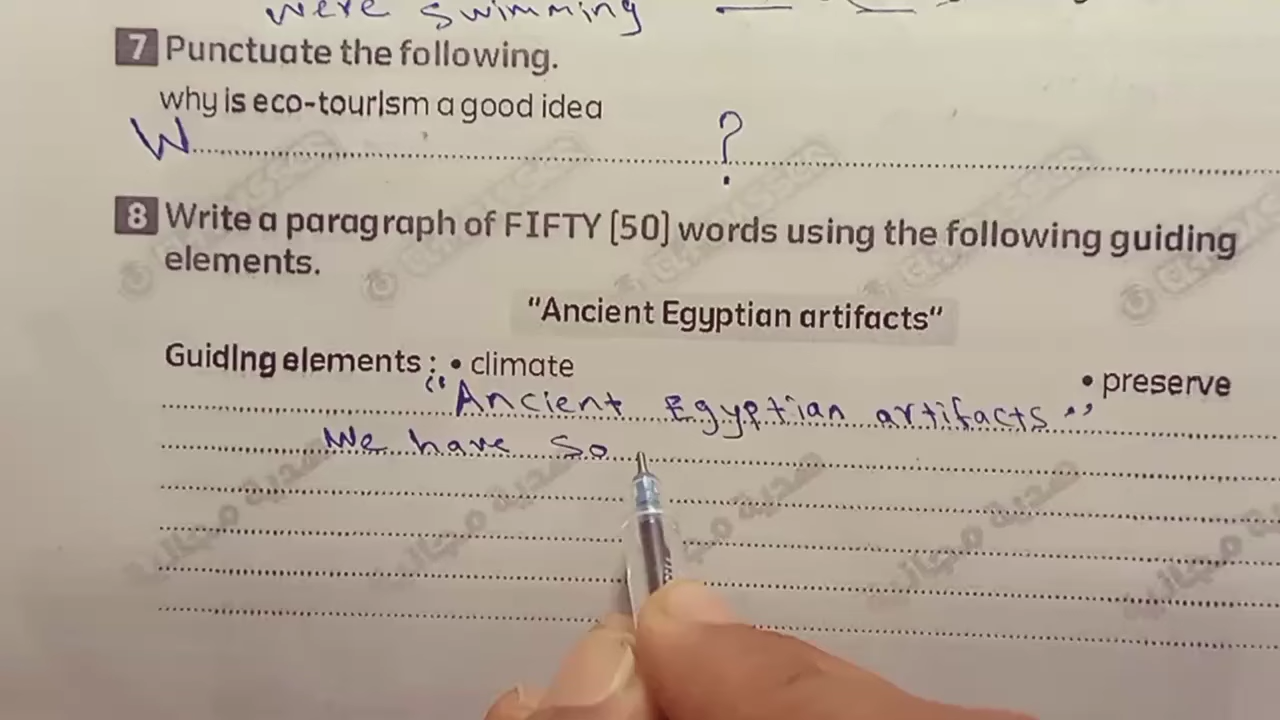 were swimming
7 Punctuate the following.
why is eco-tourism a good idea
W ?
8 Write a paragraph of FIFTY [50] words using the following guiding
elements.
"Ancient Egyptian artifacts"
Guiding elements : • climate • preserve
"Ancient Egyptian artifacts"
We have so